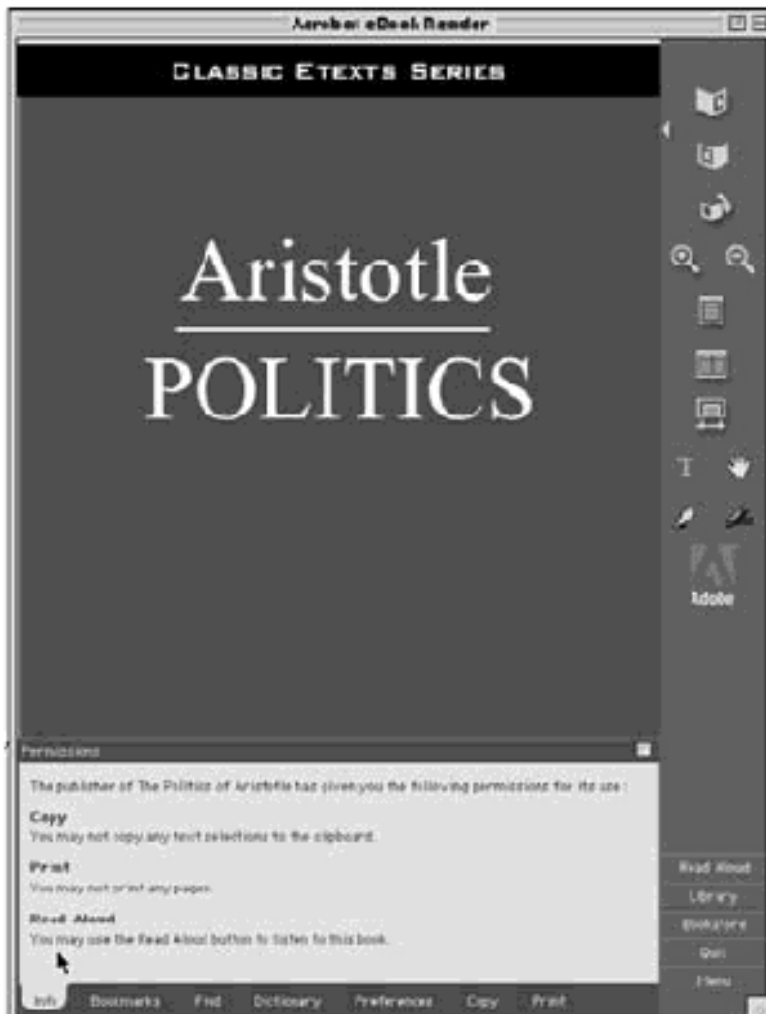 Acrobat eBook Reader
CLASSIC ETEXTS SERIES
Aristotle
POLITICS
T
Adobe
Permissions
The publisher of The Politics of Aristotle has given you the following permissions for its use:
Copy
You may not copy any text selections to the clipboard.
Print
You may not print any pages.
Read Aloud
You may use the Read Aloud button to listen to this book.
Read Aloud
Library
Bookstore
Quit
Menu
Info Bookmarks Find Dictionary Preferences Copy Print